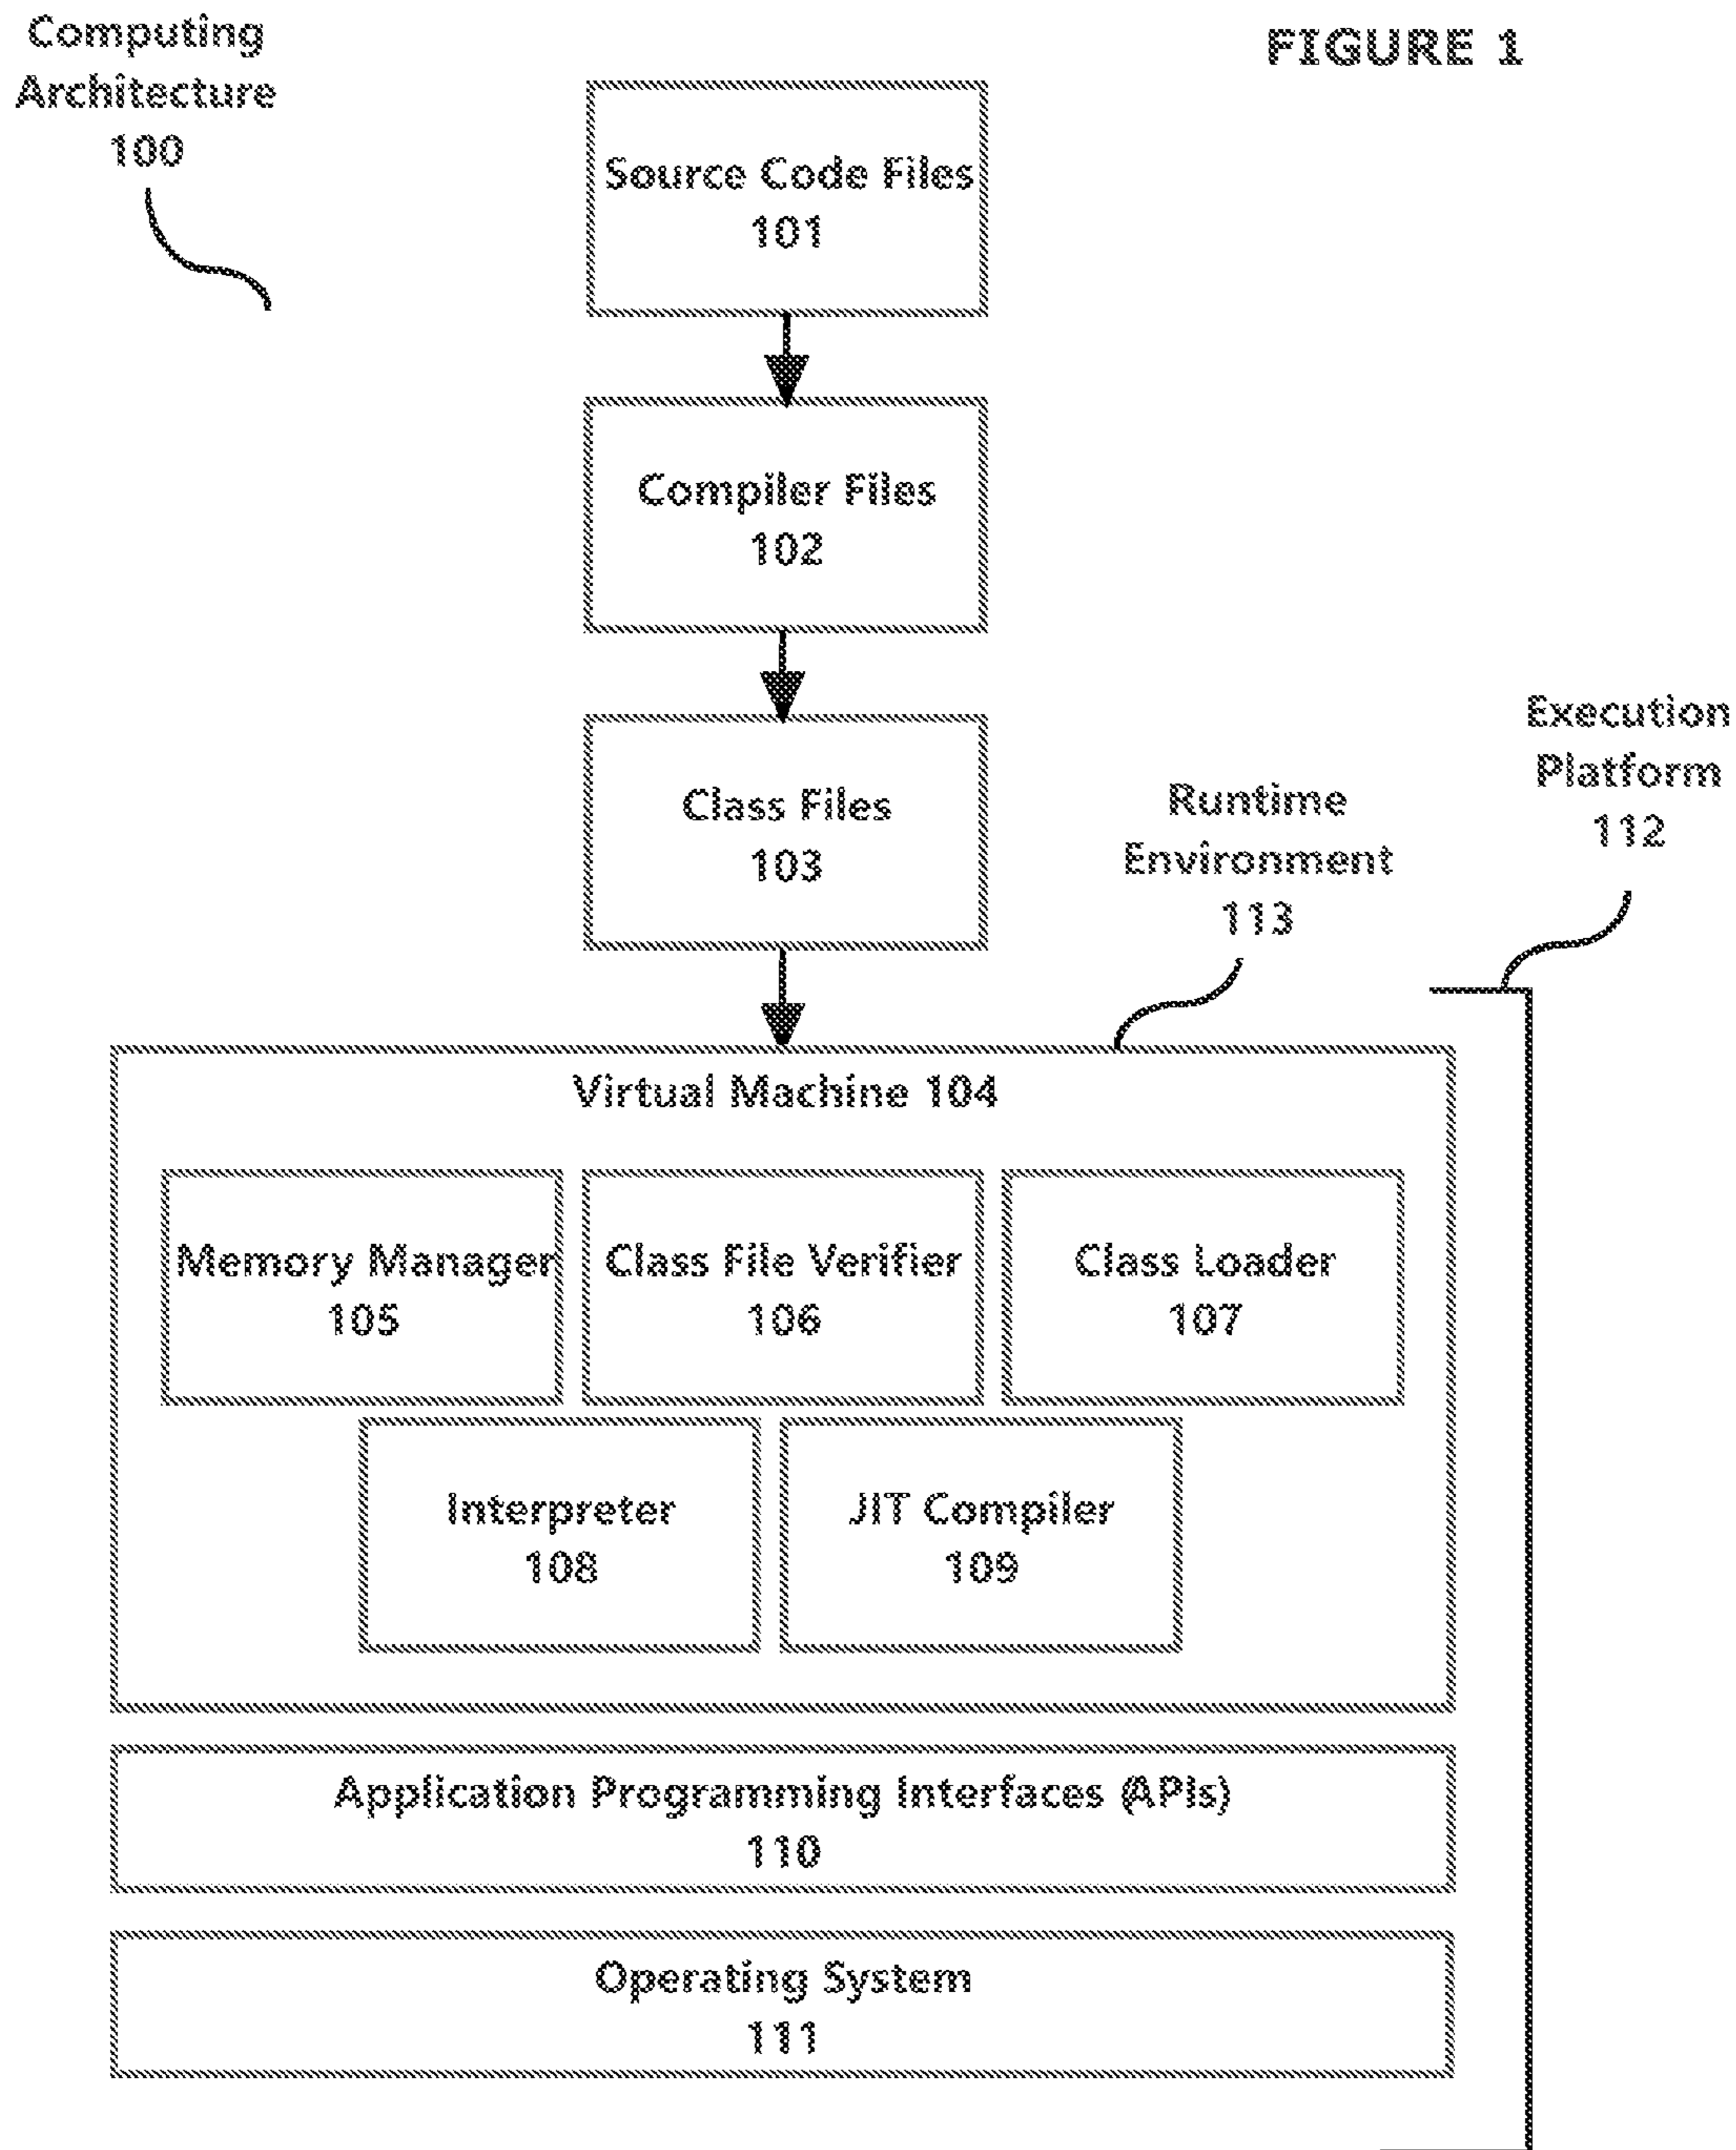 Computing
Architecture
100
FIGURE 1
Source Code Files
101
Compiler Files
102
Class Files
103
Execution
Platform
112
Runtime
Environment
113
Virtual Machine 104
Memory Manager
105
Class File Verifier
106
Class Loader
107
Interpreter
108
JIT Compiler
109
Application Programming Interfaces (APIs)
110
Operating System
111